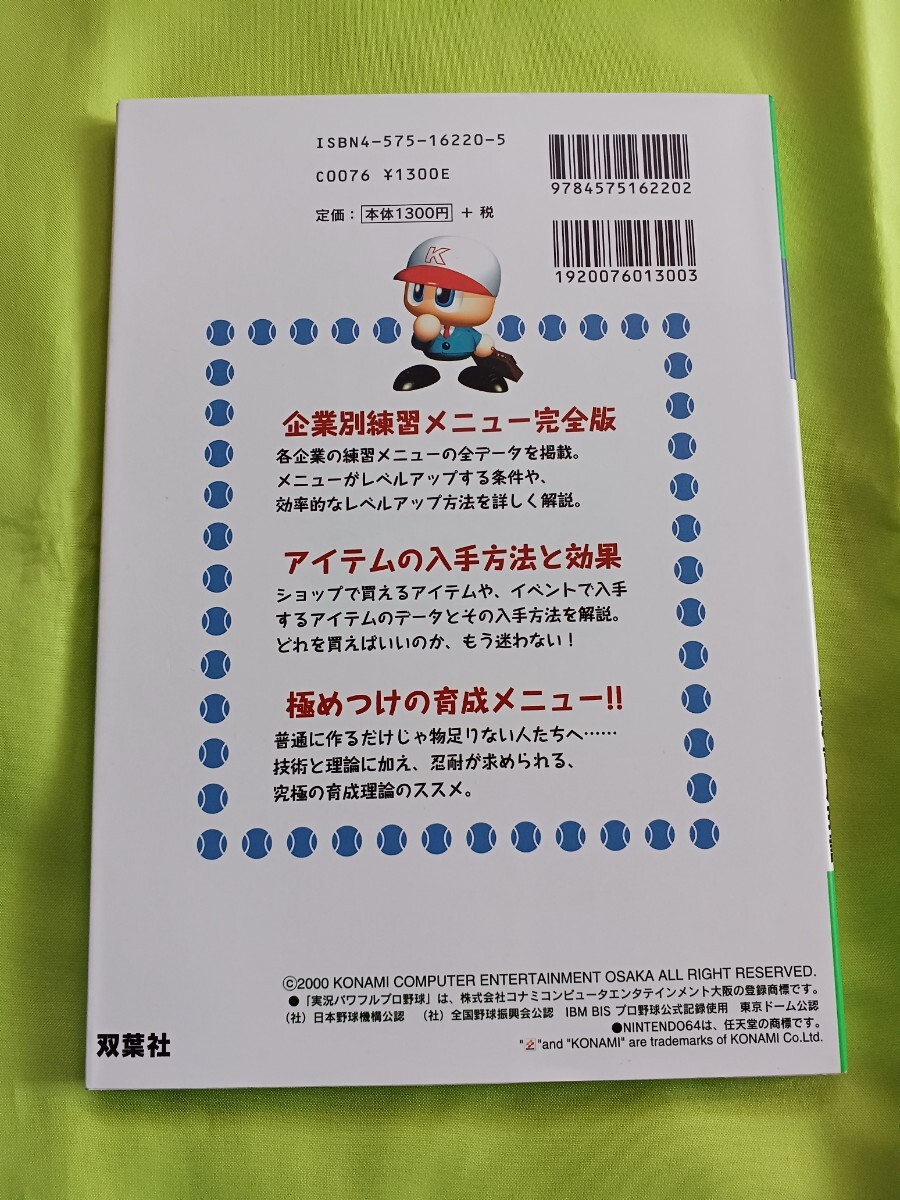 ISBN4-575-16220-5
C0076 ¥1300E
定価：本体1300円 + 税
9784575162202
1920076013003
K
企業別練習メニュー完全版
各企業の練習メニューの全データを掲載。
メニューがレベルアップする条件や、
効率的なレベルアップ方法を詳しく解説。
アイテムの入手方法と効果
ショップで買えるアイテムや、イベントで入手
するアイテムのデータとその入手方法を解説。
どれを買えばいいのか、もう迷わない！
極めつけの育成メニュー!!
普通に作るだけじゃ物足りない人たちへ……
技術と理論に加え、忍耐が求められる、
究極の育成理論のススメ。
©2000 KONAMI COMPUTER ENTERTAINMENT OSAKA ALL RIGHT RESERVED.
●「実況パワフルプロ野球」は、株式会社コナミコンピュータエンタテインメント大阪の登録商標です。
（社）日本野球機構公認　（社）全国野球振興会公認　IBM BIS プロ野球公式記録使用　東京ドーム公認
●NINTENDO64は、任天堂の商標です。
" "and "KONAMI" are trademarks of KONAMI Co.Ltd.
双葉社